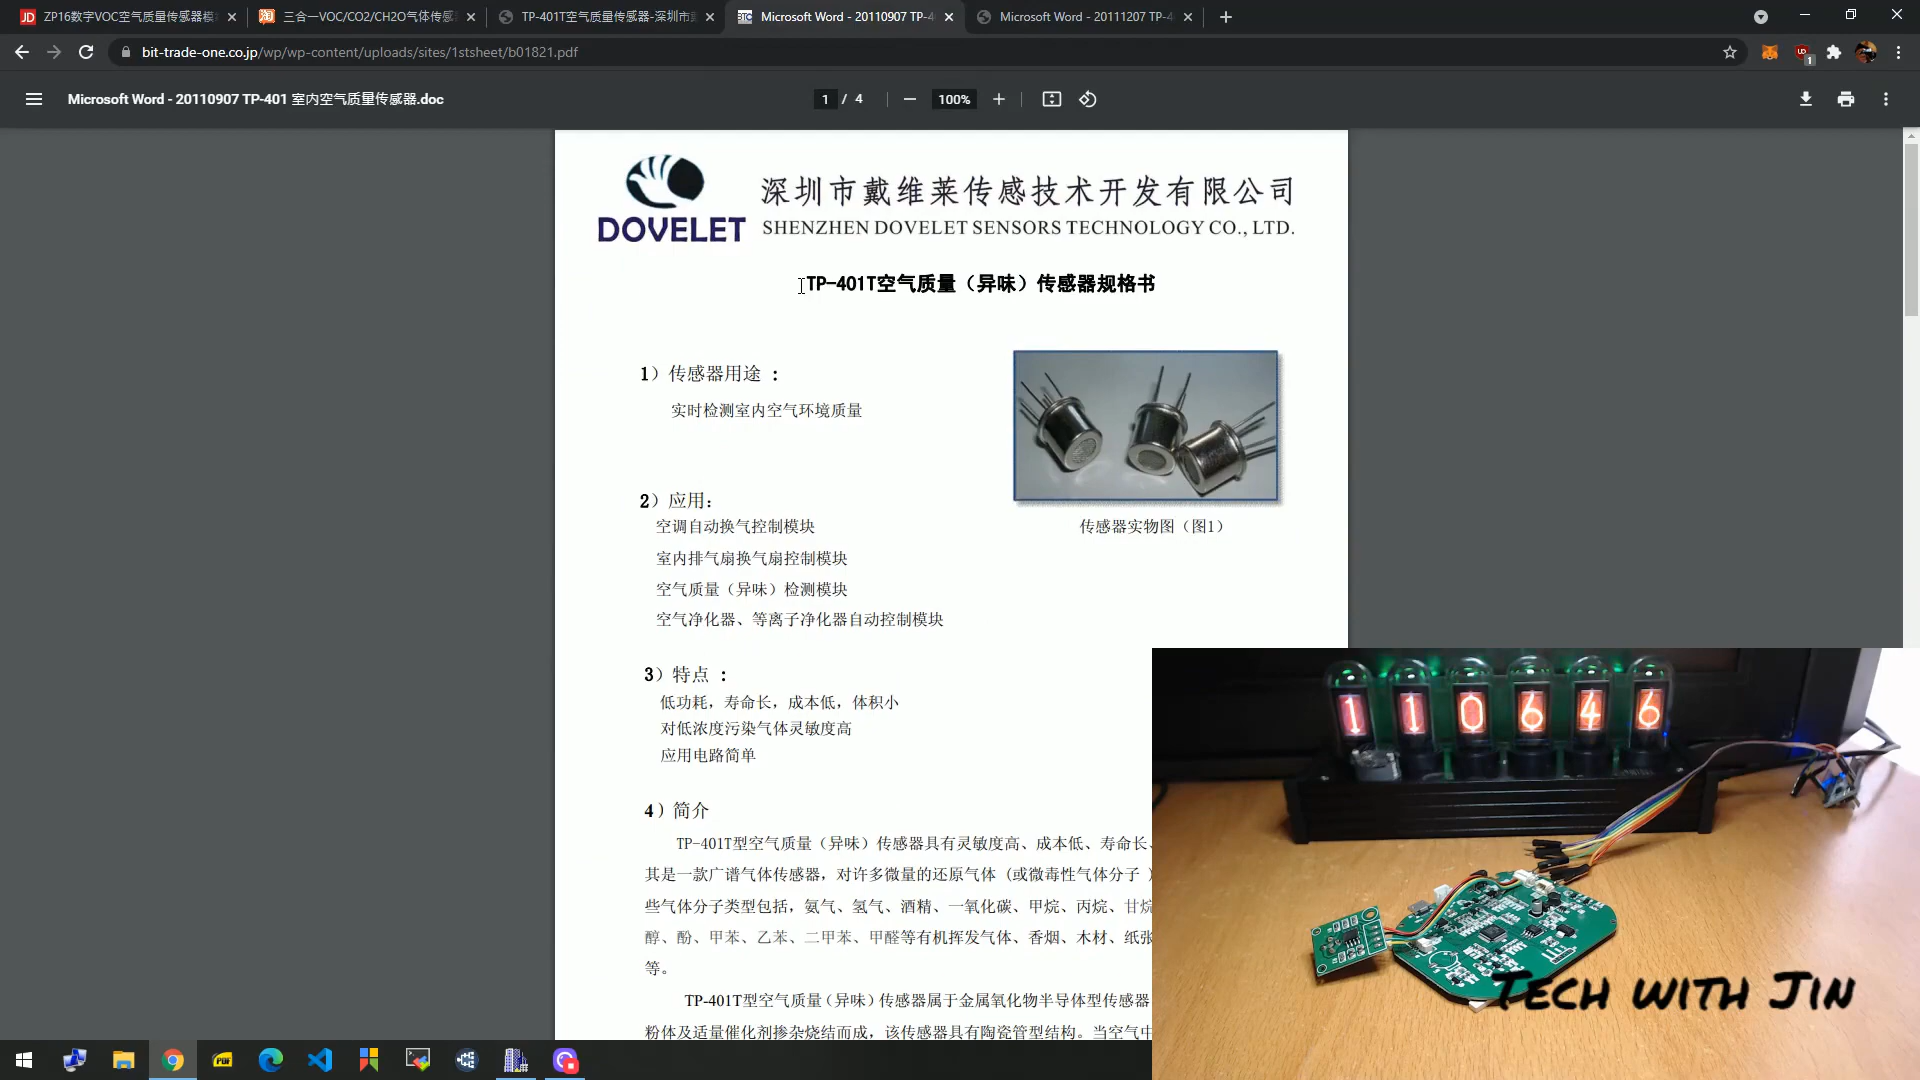 ZP16数字VOC空气质量传感器模
三合一VOC/CO2/CH2O气体传感
TP-401T空气质量传感器-深圳市
Microsoft Word - 20110907 TP-4
Microsoft Word - 20111207 TP-4
bit-trade-one.co.jp/wp/wp-content/uploads/sites/1stsheet/b01821.pdf
1
Microsoft Word - 20110907 TP-401 室内空气质量传感器.doc
1 / 4
100%
深圳市戴维莱传感技术开发有限公司
DOVELET SHENZHEN DOVELET SENSORS TECHNOLOGY CO., LTD.
TP-401T空气质量（异味）传感器规格书
1）传感器用途 ：
实时检测室内空气环境质量
2）应用:
空调自动换气控制模块
传感器实物图（图1）
室内排气扇换气扇控制模块
空气质量（异味）检测模块
空气净化器、等离子净化器自动控制模块
3）特点 ：
低功耗，寿命长，成本低，体积小
对低浓度污染气体灵敏度高
应用电路简单
4）简介
TP-401T型空气质量（异味）传感器具有灵敏度高、成本低、寿命长、
其是一款广谱气体传感器，对许多微量的还原气体（或微毒性气体分子 ）
些气体分子类型包括，氨气、氢气、酒精、一氧化碳、甲烷、丙烷、甘烷
醇、酚、甲苯、乙苯、二甲苯、甲醛等有机挥发气体、香烟、木材、纸张
等。
TP-401T型空气质量（异味）传感器属于金属氧化物半导体型传感器
粉体及适量催化剂掺杂烧结而成，该传感器具有陶瓷管型结构。当空气中
1 1 0 6 4 6
TECH WITH JIN
JD
淘
BTC
PDF